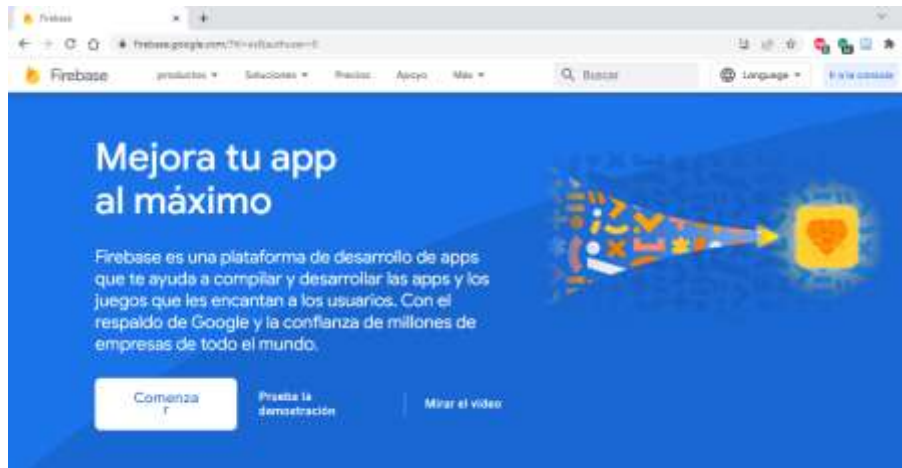 Firebase
Firebase productos Soluciones Precios Apoyo Más Buscar Language Ir a la consola
Mejora tu app
al máximo
Firebase es una plataforma de desarrollo de apps
que te ayuda a compilar y desarrollar las apps y los
juegos que les encantan a los usuarios. Con el
respaldo de Google y la confianza de millones de
empresas de todo el mundo.
Comenza
r
Prueba la
demostración
Mirar el video